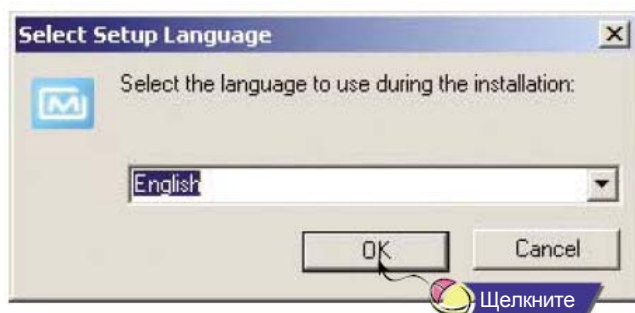 Select Setup Language
Select the language to use during the installation:
English
OK
Cancel
Щелкните